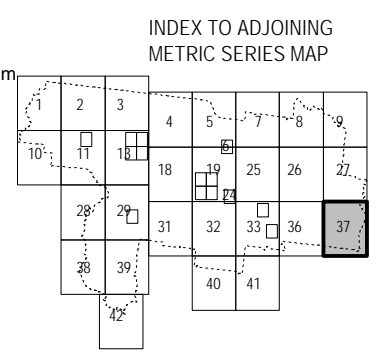 INDEX TO ADJOINING
METRIC SERIES MAP
m
1 2 3
4 5 7 8 9
6
10 11 13
18 19 25 26 27
24
28 29
31 32 33 36 37
38 39
40 41
42